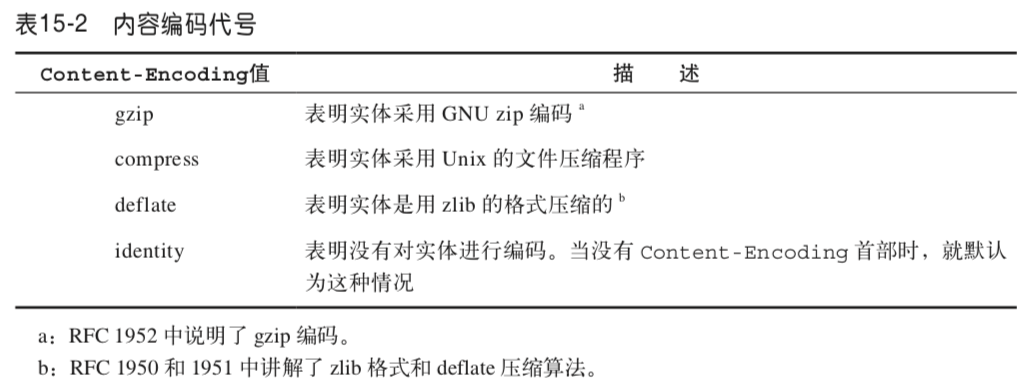 表15-2 内容编码代号
Content-Encoding值 描 述
gzip 表明实体采用 GNU zip 编码 a
compress 表明实体采用 Unix 的文件压缩程序
deflate 表明实体是用 zlib 的格式压缩的 b
identity 表明没有对实体进行编码。当没有 Content-Encoding 首部时，就默认
为这种情况
a：RFC 1952 中说明了 gzip 编码。
b：RFC 1950 和 1951 中讲解了 zlib 格式和 deflate 压缩算法。